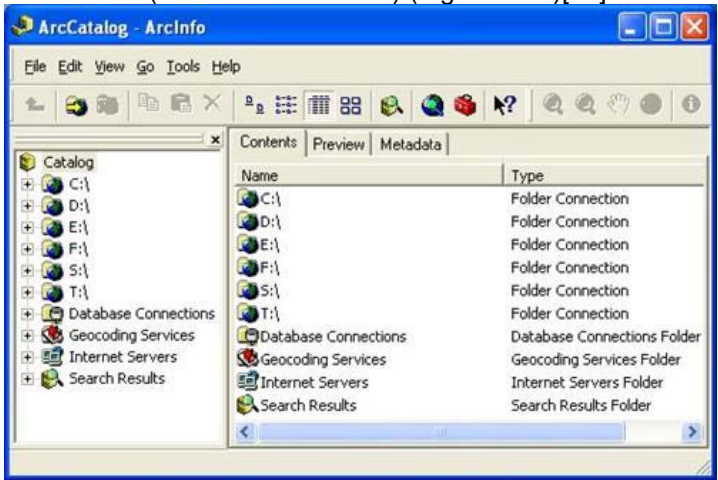 ArcCatalog - ArcInfo
File Edit View Go Tools Help
Contents Preview Metadata
Catalog
C:\
D:\
E:\
F:\
S:\
T:\
Database Connections
Geocoding Services
Internet Servers
Search Results
Name Type
C:\ Folder Connection
D:\ Folder Connection
E:\ Folder Connection
F:\ Folder Connection
S:\ Folder Connection
T:\ Folder Connection
Database Connections Database Connections Folder
Geocoding Services Geocoding Services Folder
Internet Servers Internet Servers Folder
Search Results Search Results Folder